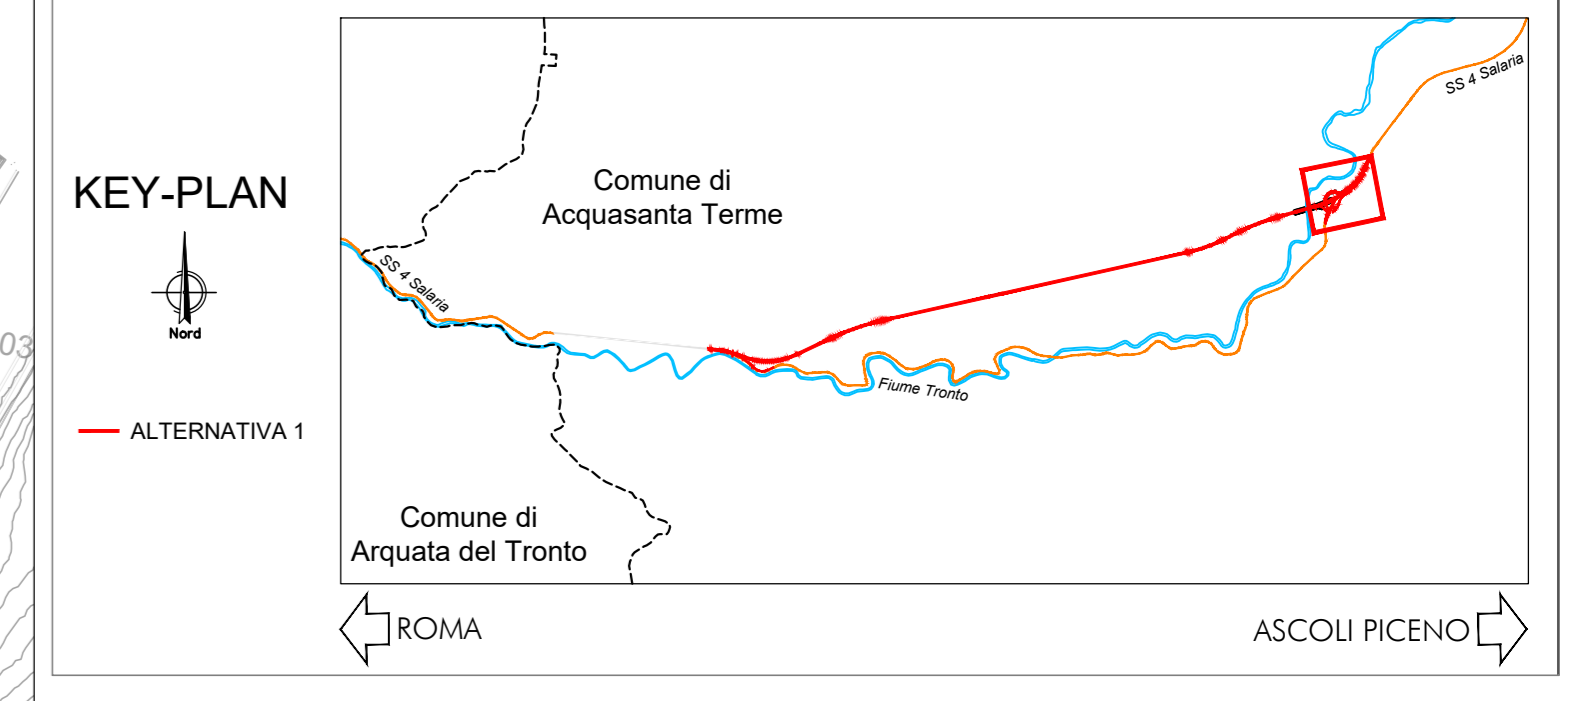 KEY-PLAN
Nord
ALTERNATIVA 1
Comune di
Acquasanta Terme
SS 4 Salaria
SS 4 Salaria
Fiume Tronto
Comune di
Arquata del Tronto
ROMA
ASCOLI PICENO
03